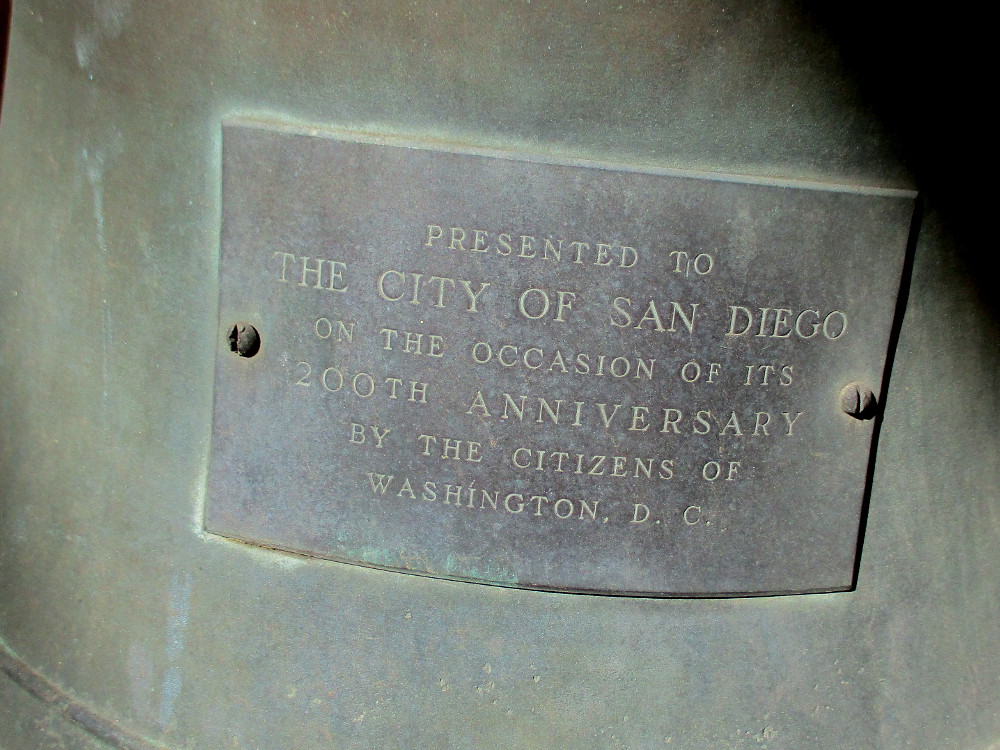 PRESENTED TO
THE CITY OF SAN DIEGO
ON THE OCCASION OF ITS
200TH ANNIVERSARY
BY THE CITIZENS OF
WASHINGTON, D. C.